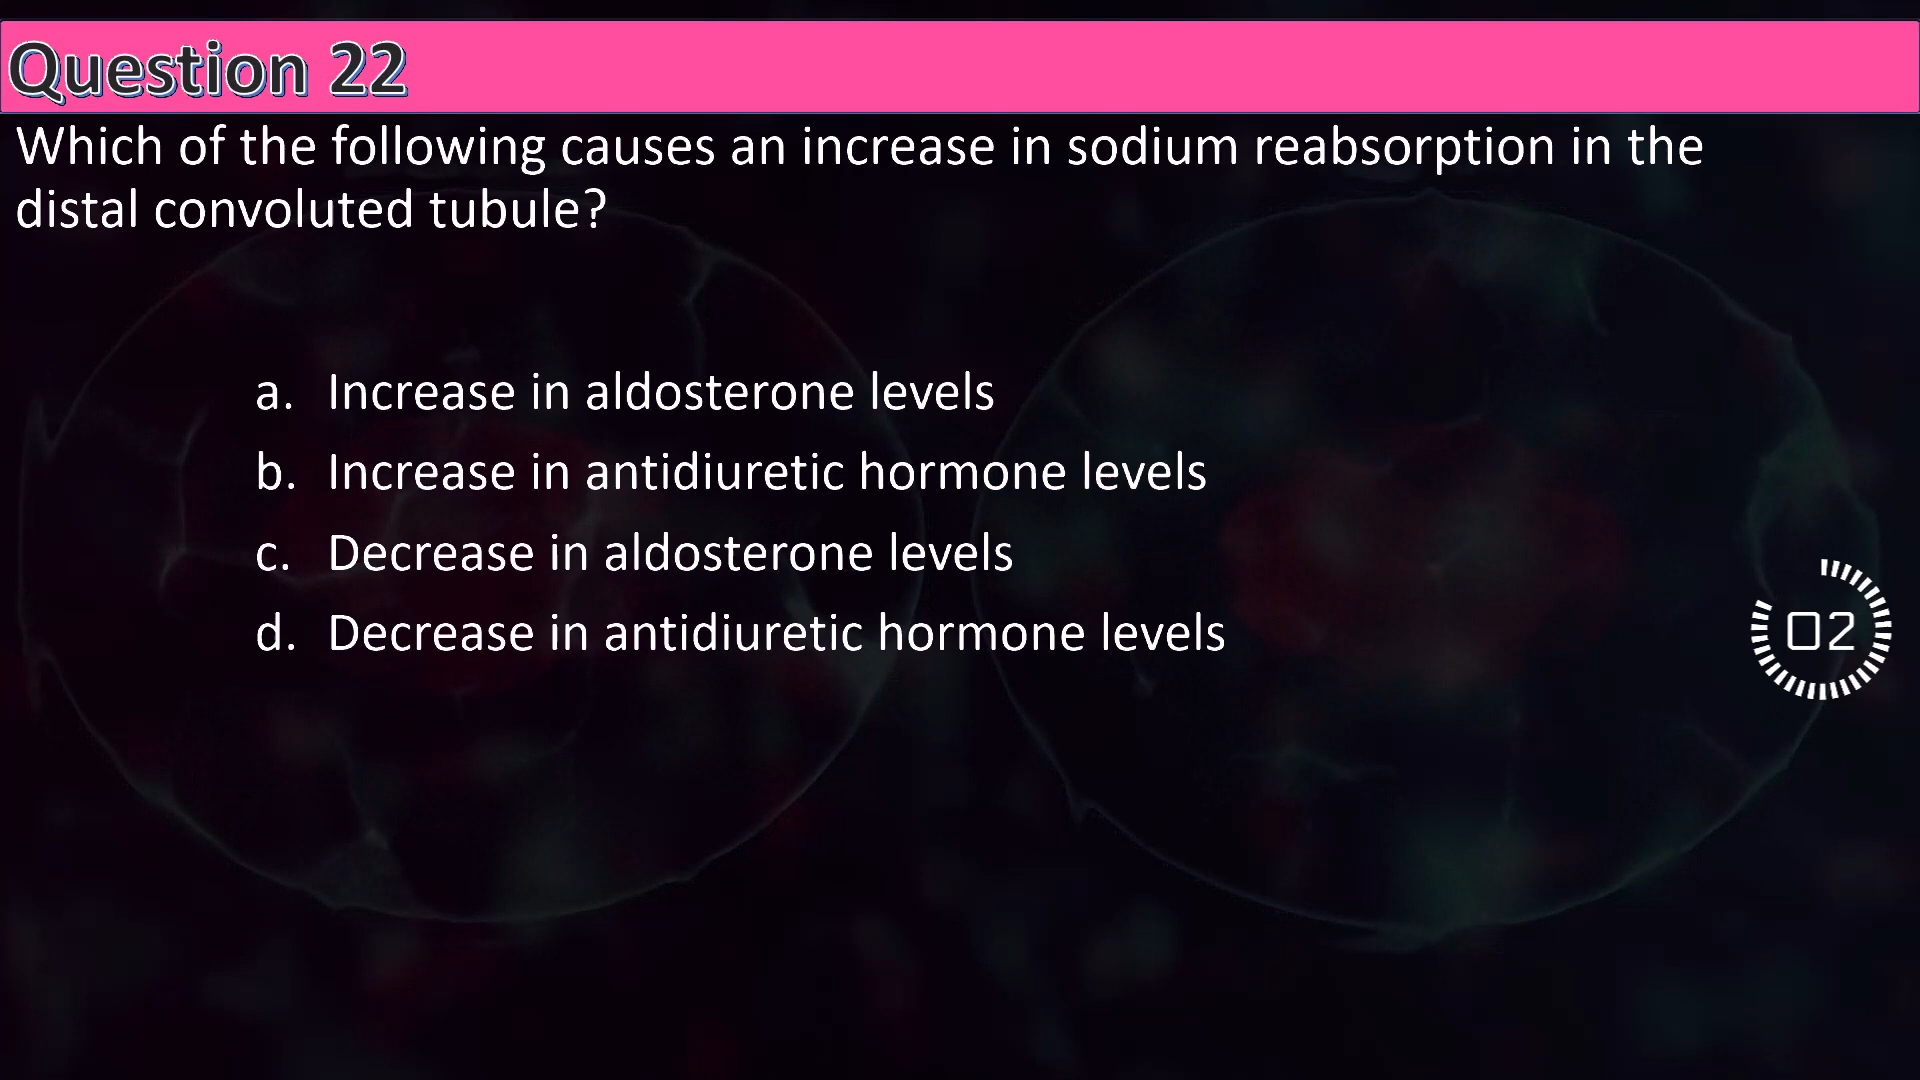 Question 22
Which of the following causes an increase in sodium reabsorption in the
distal convoluted tubule?
a. Increase in aldosterone levels
b. Increase in antidiuretic hormone levels
c. Decrease in aldosterone levels
d. Decrease in antidiuretic hormone levels
02